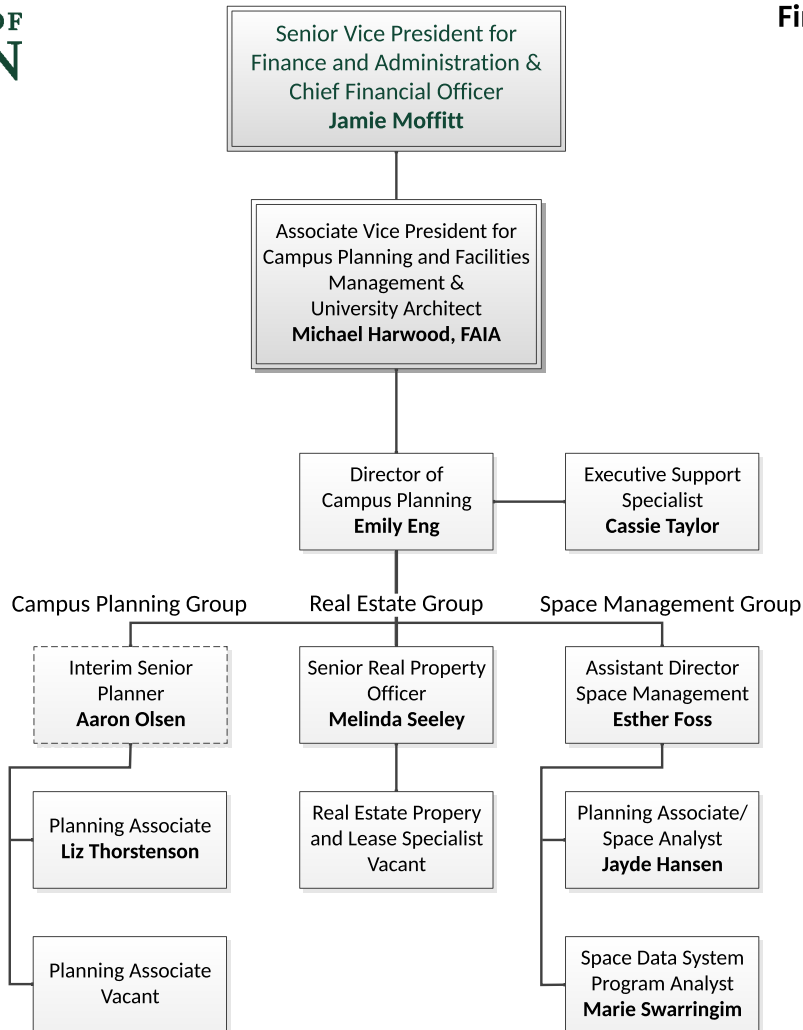 OF
N
Fi
Senior Vice President for
Finance and Administration &
Chief Financial Officer
Jamie Moffitt
Associate Vice President for
Campus Planning and Facilities
Management &
University Architect
Michael Harwood, FAIA
Director of
Campus Planning
Emily Eng
Executive Support
Specialist
Cassie Taylor
Campus Planning Group
Real Estate Group
Space Management Group
Interim Senior
Planner
Aaron Olsen
Senior Real Property
Officer
Melinda Seeley
Assistant Director
Space Management
Esther Foss
Planning Associate
Liz Thorstenson
Real Estate Propery
and Lease Specialist
Vacant
Planning Associate/
Space Analyst
Jayde Hansen
Planning Associate
Vacant
Space Data System
Program Analyst
Marie Swarringim